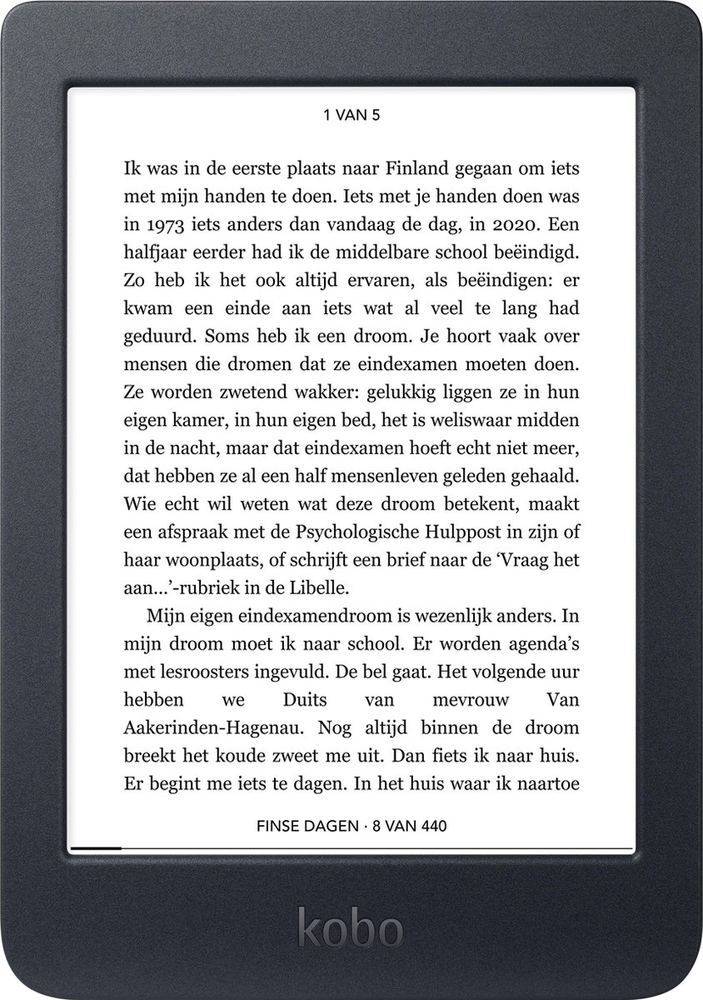 1 VAN 5
Ik was in de eerste plaats naar Finland gegaan om iets
met mijn handen te doen. Iets met je handen doen was
in 1973 iets anders dan vandaag de dag, in 2020. Een
halfjaar eerder had ik de middelbare school beëindigd.
Zo heb ik het ook altijd ervaren, als beëindigen: er
kwam een einde aan iets wat al veel te lang had
geduurd. Soms heb ik een droom. Je hoort vaak over
mensen die dromen dat ze eindexamen moeten doen.
Ze worden zwetend wakker: gelukkig liggen ze in hun
eigen kamer, in hun eigen bed, het is weliswaar midden
in de nacht, maar dat eindexamen hoeft echt niet meer,
dat hebben ze al een half mensenleven geleden gehaald.
Wie echt wil weten wat deze droom betekent, maakt
een afspraak met de Psychologische Hulppost in zijn of
haar woonplaats, of schrijft een brief naar de ‘Vraag het
aan...’-rubriek in de Libelle.
Mijn eigen eindexamendroom is wezenlijk anders. In
mijn droom moet ik naar school. Er worden agenda’s
met lesroosters ingevuld. De bel gaat. Het volgende uur
hebben we Duits van mevrouw Van
Aakerinden-Hagenau. Nog altijd binnen de droom
breekt het koude zweet me uit. Dan fiets ik naar huis.
Er begint me iets te dagen. In het huis waar ik naartoe
FINSE DAGEN · 8 VAN 440
kobo